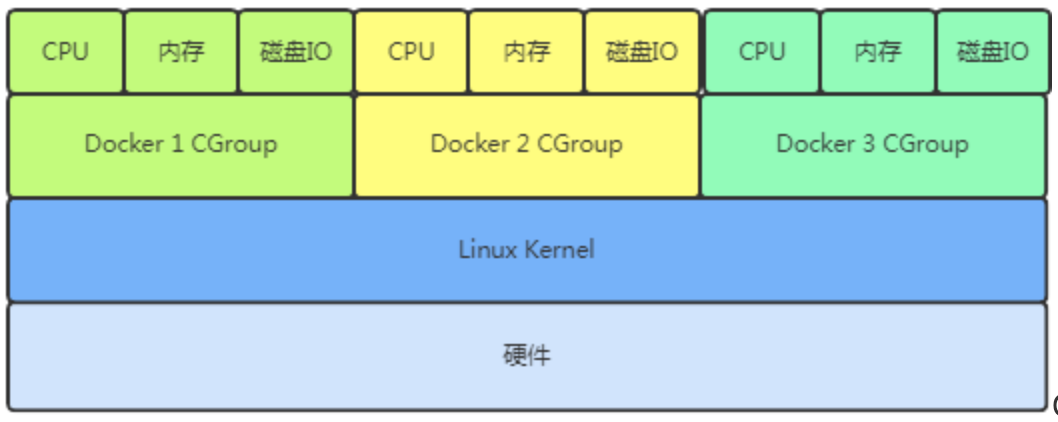 CPU 内存 磁盘IO CPU 内存 磁盘IO CPU 内存 磁盘IO
Docker 1 CGroup Docker 2 CGroup Docker 3 CGroup
Linux Kernel
硬件